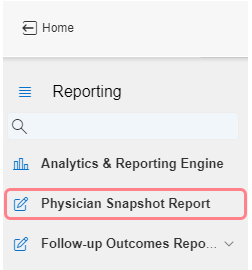 Home
Reporting
Analytics & Reporting Engine
Physician Snapshot Report
Follow-up Outcomes Repo...